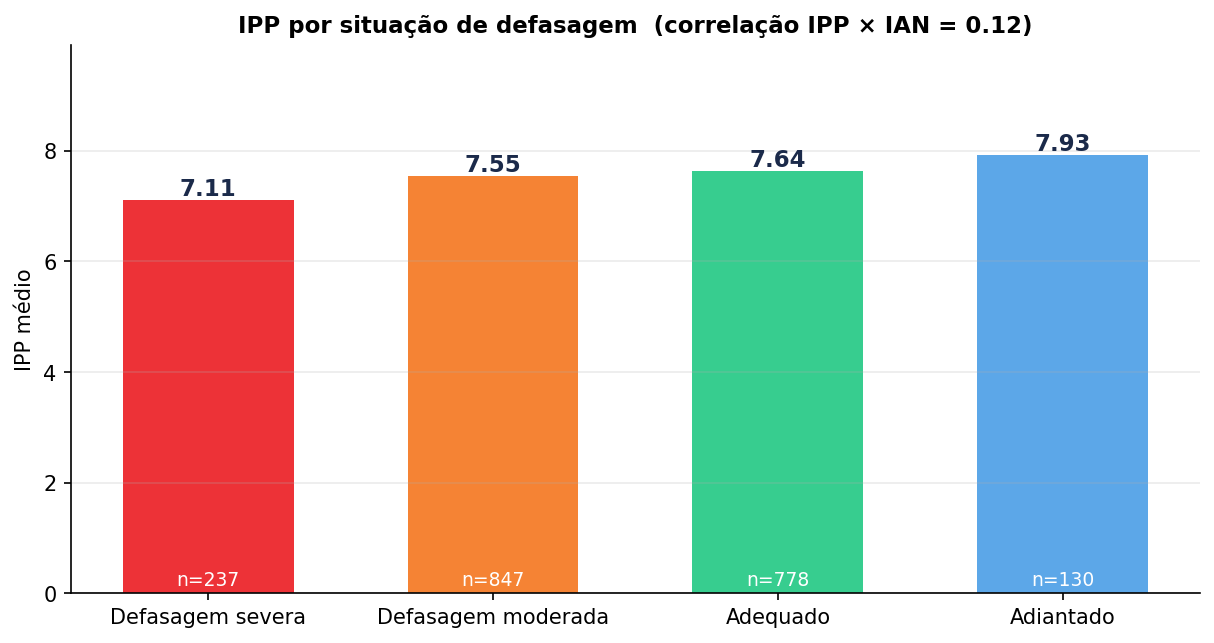 IPP por situação de defasagem  (correlação IPP × IAN = 0.12)
IPP médio
8
6
4
2
0
7.11
7.55
7.64
7.93
n=237
n=847
n=778
n=130
Defasagem severa
Defasagem moderada
Adequado
Adiantado